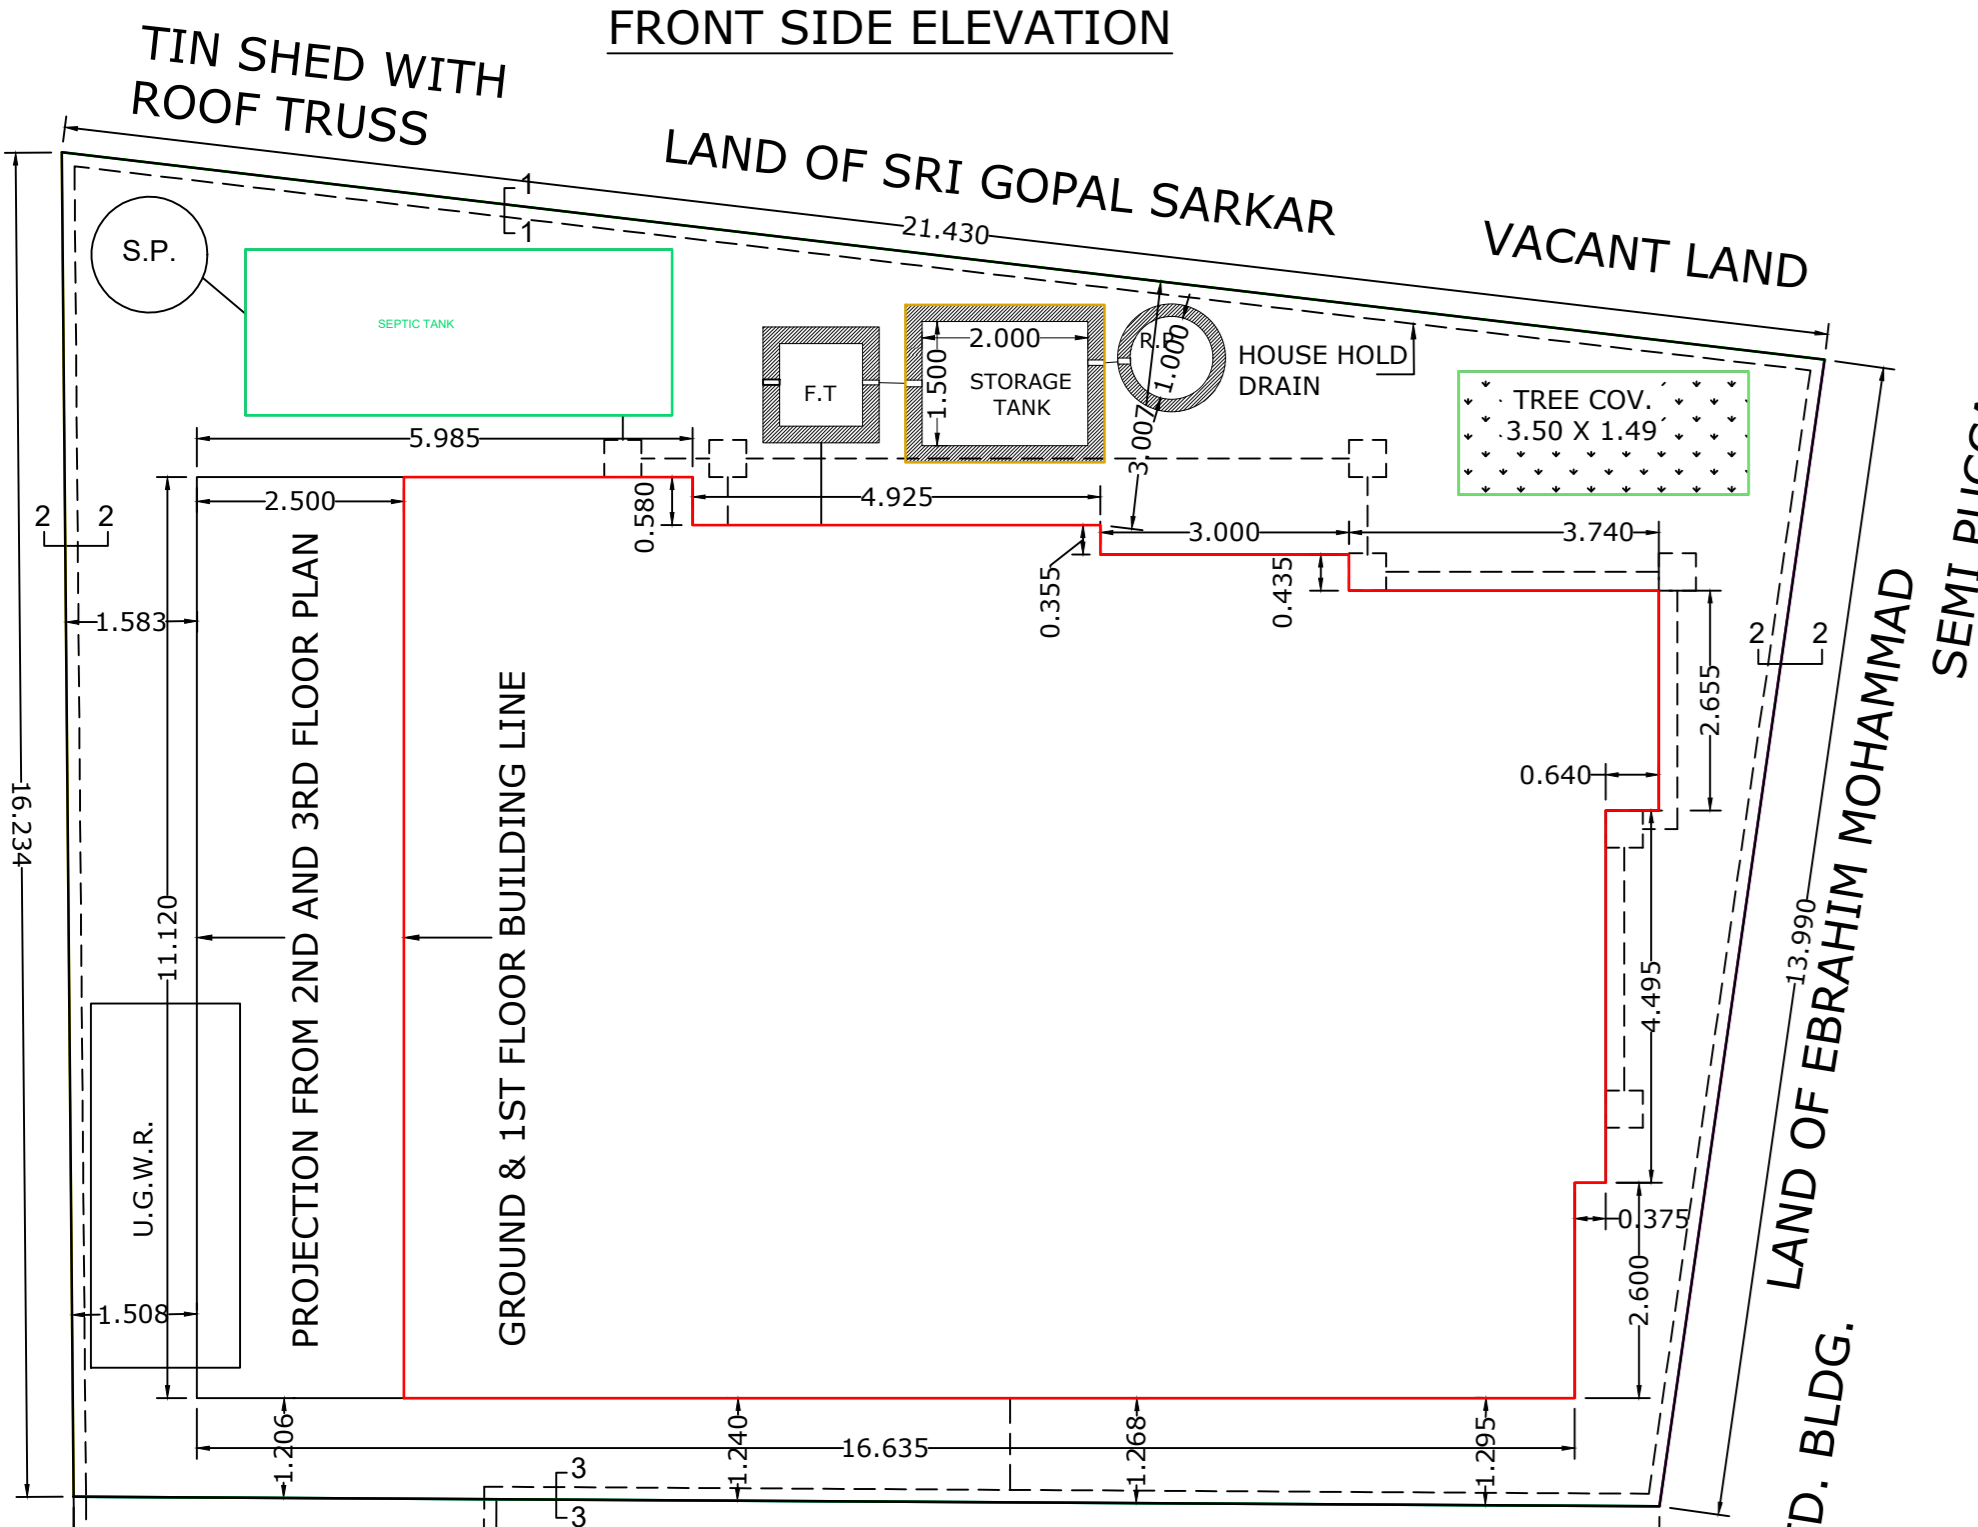 FRONT SIDE ELEVATION
TIN SHED WITH
ROOF TRUSS
LAND OF SRI GOPAL SARKAR
VACANT LAND
21.430
1
1
S.P.
SEPTIC TANK
F.T
2.000
1.500
STORAGE
TANK
R.P.
1.000
3.007
HOUSE HOLD
DRAIN
TREE COV.
3.50 X 1.49
5.985
2.500
0.580
4.925
0.355
3.000
0.435
3.740
2 2
1.583
16.234
11.120
PROJECTION FROM 2ND AND 3RD FLOOR PLAN
GROUND & 1ST FLOOR BUILDING LINE
2 2
2.655
0.640
4.495
0.375
2.600
13.990
LAND OF EBRAHIM MOHAMMAD
SEMI
BLDG.
U.G.W.R.
1.508
1.206
1.240
1.268
1.295
16.635
3
3